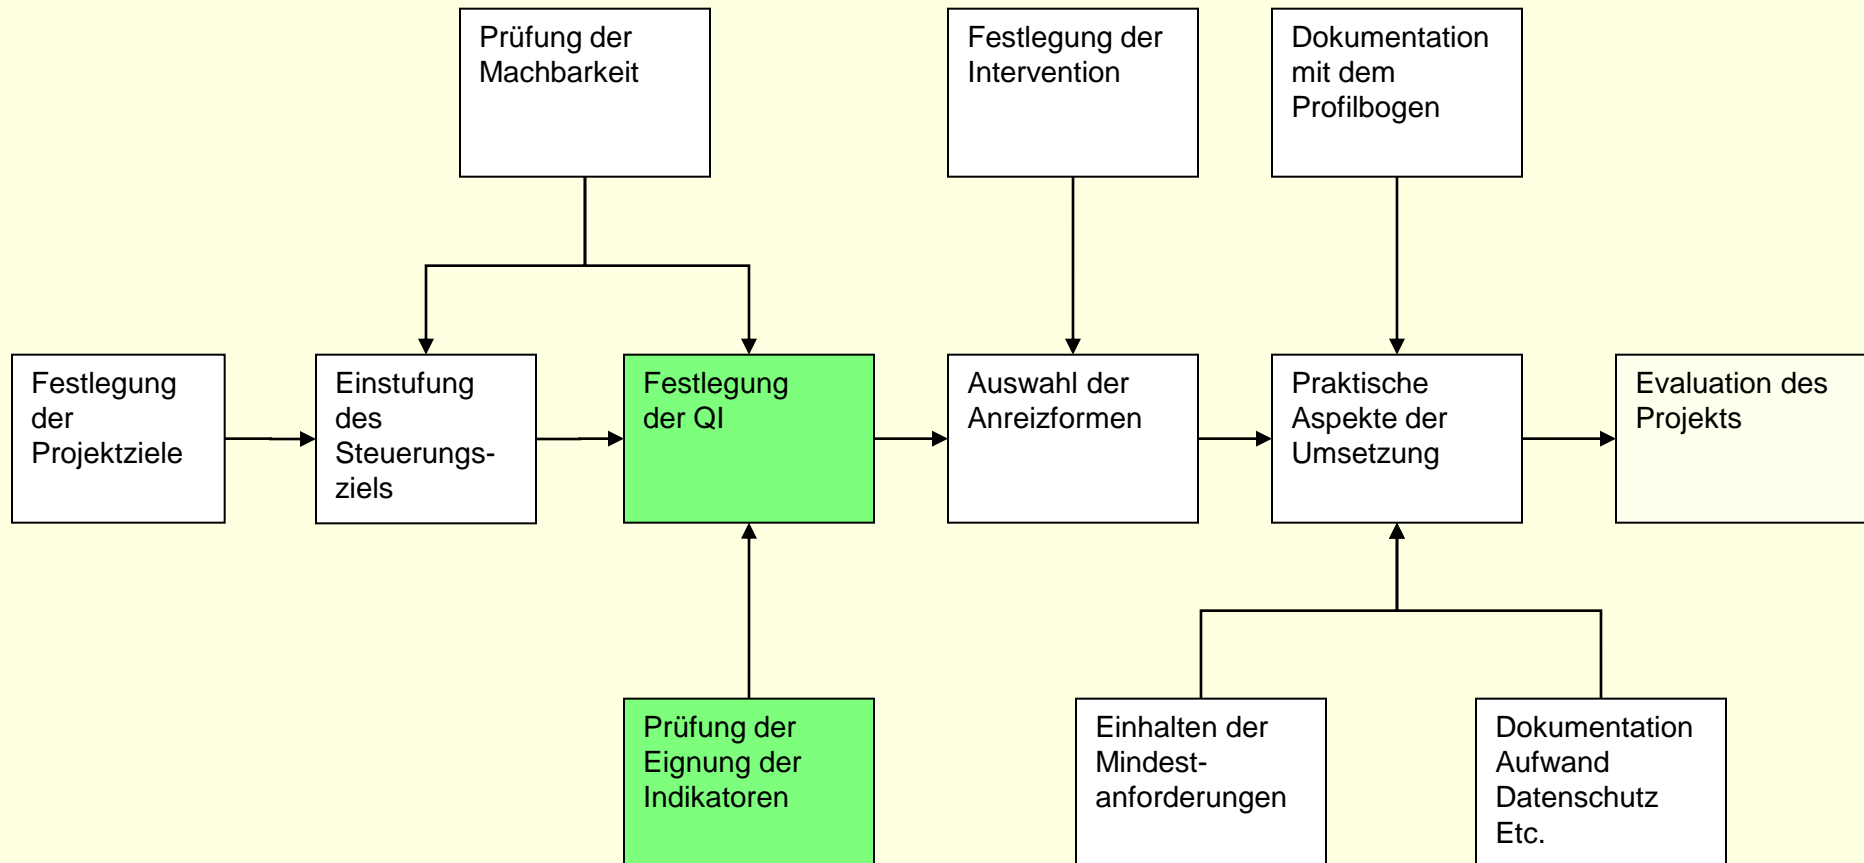 Prüfung der
Machbarkeit
Festlegung der
Intervention
Dokumentation
mit dem
Profilbogen
Festlegung
der
Projektziele
Einstufung
des
Steuerungs-
ziels
Festlegung
der QI
Auswahl der
Anreizformen
Praktische
Aspekte der
Umsetzung
Evaluation des
Projekts
Prüfung der
Eignung der
Indikatoren
Einhalten der
Mindest-
anforderungen
Dokumentation
Aufwand
Datenschutz
Etc.